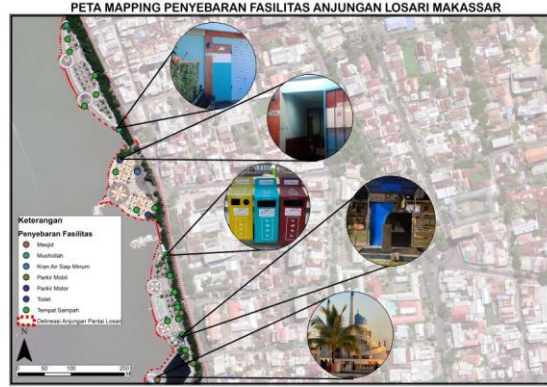 PETA MAPPING PENYEBARAN FASILITAS ANJUNGAN LOSARI MAKASSAR
Keterangan
Penyebaran Fasilitas
Mesjid
Musholtah
Kran Air Siap Minum
Parkir Mobil
Parkir Motor
Toilet
Tempat Sampah
Delineasi Anjungan Pantai Losari
N
0 50 100 200
M